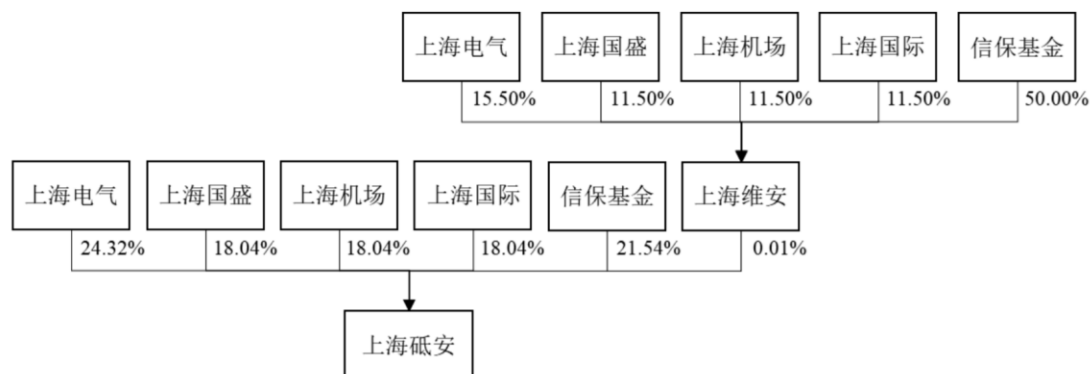 上海电气 上海国盛 上海机场 上海国际 信保基金
15.50% 11.50% 11.50% 11.50% 50.00%
上海电气 上海国盛 上海机场 上海国际 信保基金 上海维安
24.32% 18.04% 18.04% 18.04% 21.54% 0.01%
上海砥安